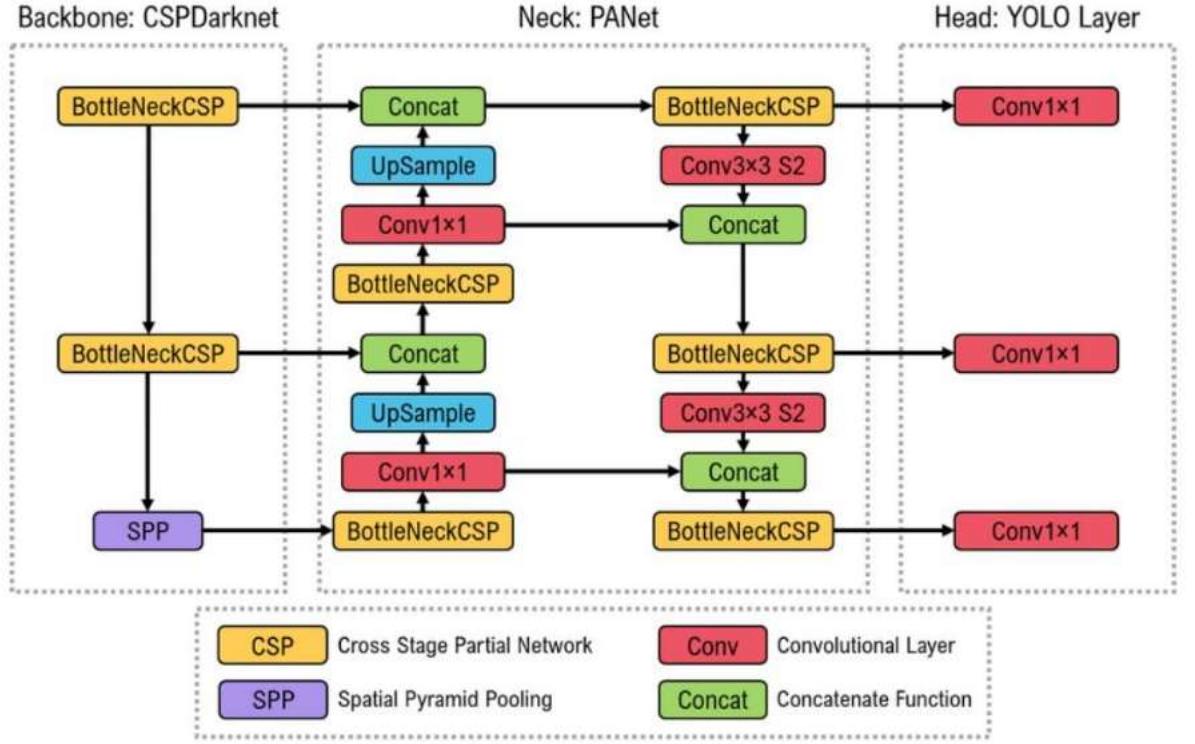 Backbone: CSPDarknet
Neck: PANet
Head: YOLO Layer
BottleNeckCSP
BottleNeckCSP
SPP
Concat
UpSample
Conv1×1
BottleNeckCSP
Concat
UpSample
Conv1×1
BottleNeckCSP
BottleNeckCSP
Conv3×3 S2
Concat
BottleNeckCSP
Conv3×3 S2
Concat
BottleNeckCSP
Conv1×1
Conv1×1
Conv1×1
CSP Cross Stage Partial Network
Conv Convolutional Layer
SPP Spatial Pyramid Pooling
Concat Concatenate Function